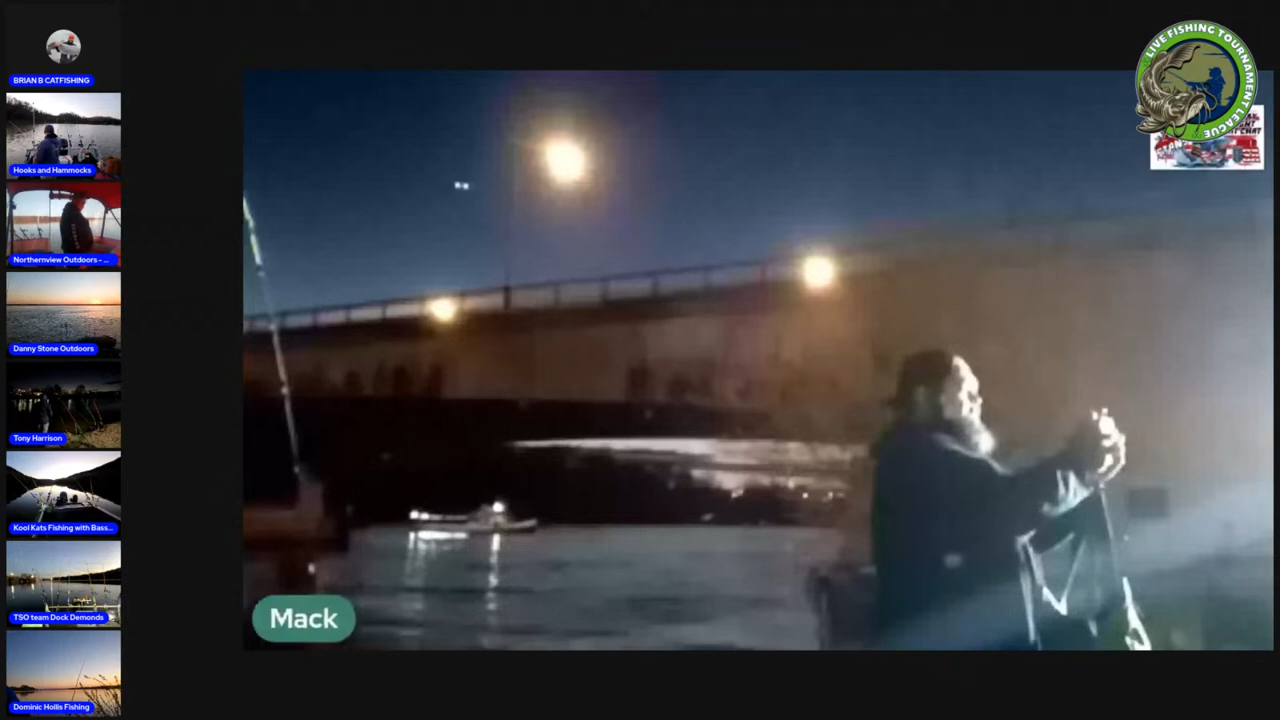 BRIAN B CATFISHING
Hooks and Hammocks
Northernview Outdoors - ...
Danny Stone Outdoors
Tony Harrison
Kool Kats Fishing with Bass...
TSO team Dock Demonds
Dominic Hollis Fishing
Mack
LIVE FISHING TOURNAMENT LEAGUE